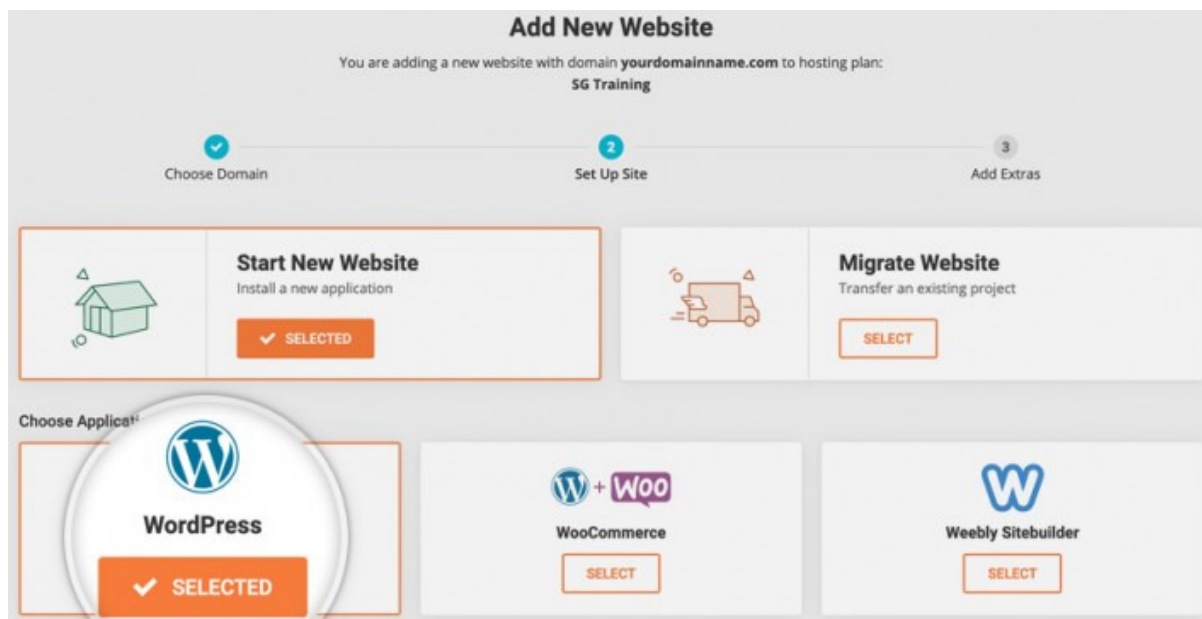 Add New Website
You are adding a new website with domain yourdomainname.com to hosting plan:
SG Training
2
3
Choose Domain
Set Up Site
Add Extras
Start New Website
Install a new application
SELECTED
Migrate Website
Transfer an existing project
SELECT
Choose
WordPress
SELECTED
WOO
WooCommerce
SELECT
Weebly Sitebuilder
SELECT